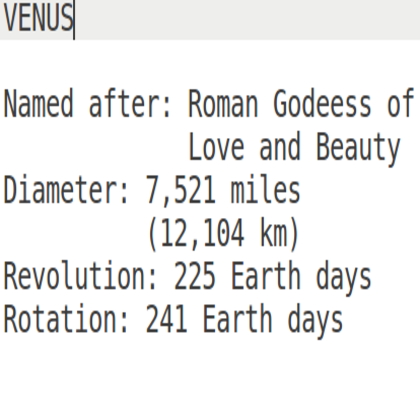 VENUS
Named after: Roman Godeess of
Love and Beauty
Diameter: 7,521 miles
(12,104 km)
Revolution: 225 Earth days
Rotation: 241 Earth days